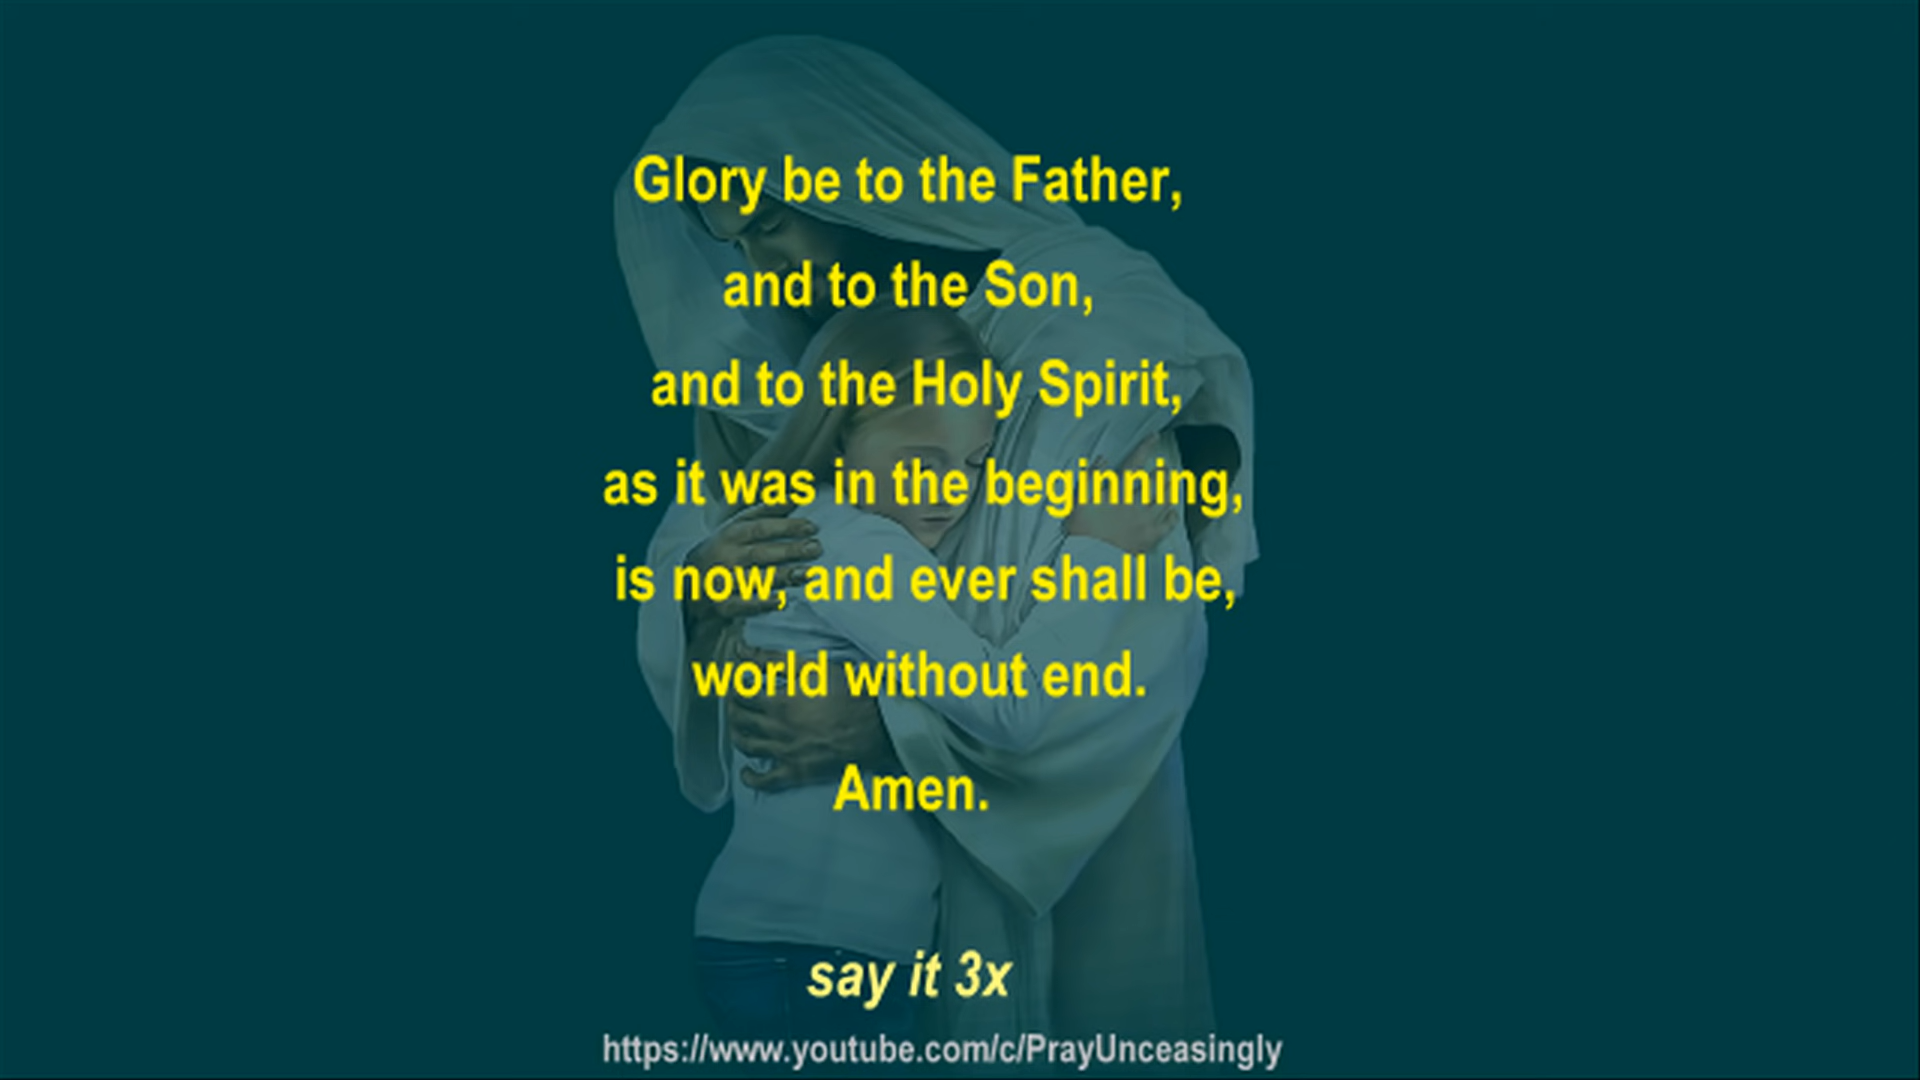 Glory be to the Father,
and to the Son,
and to the Holy Spirit,
as it was in the beginning,
is now, and ever shall be,
world without end.
Amen.
say it 3x
https://www.youtube.com/c/PrayUnceasingly